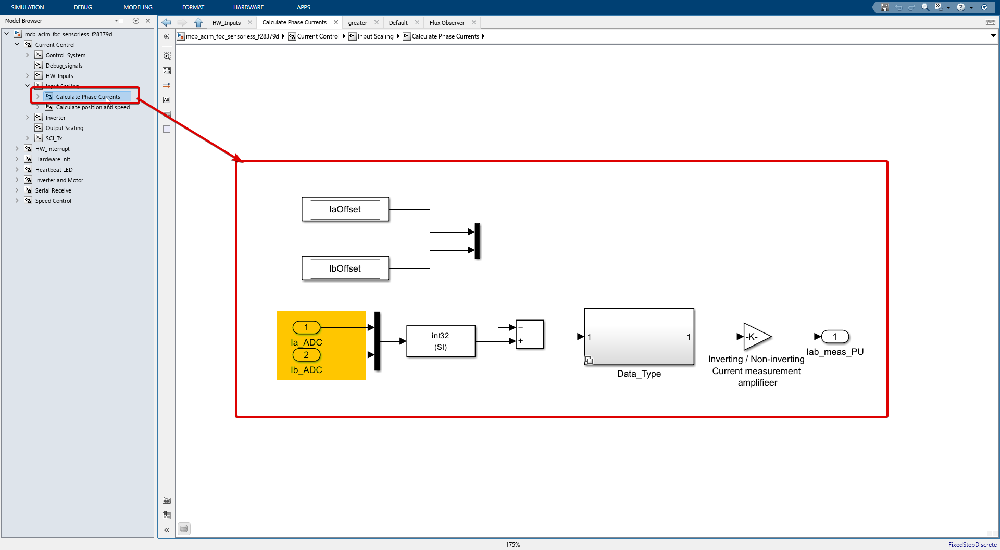 SIMULATION DEBUG MODELING FORMAT HARDWARE APPS
Model Browser
mcb_acim_foc_sensorless_f28379d
Current Control
Control_System
Debug_signals
HW_Inputs
Input Scaling
Calculate Phase Currents
Calculate position and speed
Inverter
Output Scaling
SCI_Tx
HW_Interrupt
Hardware Init
Heartbeat LED
Inverter and Motor
Serial Receive
Speed Control
HW_Inputs Calculate Phase Currents greater Default Flux Observer
mcb_acim_foc_sensorless_f28379d Current Control Input Scaling Calculate Phase Currents
IaOffset
IbOffset
1
Ia_ADC
2
Ib_ADC
int32
(SI)
−
+
1 1
Data_Type
-K-
Inverting / Non-inverting
Current measurement
amplifieer
1
Iab_meas_PU
175%
FixedStepDiscrete